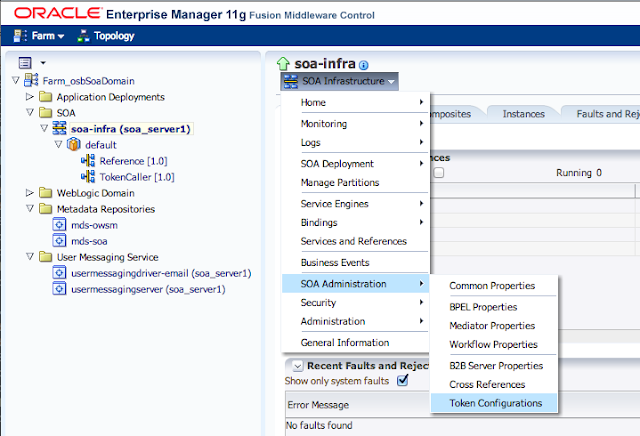 ORACLE Enterprise Manager 11g Fusion Middleware Control
Farm Topology
Farm_osbSoaDomain
Application Deployments
SOA
soa-infra (soa_server1)
default
Reference [1.0]
TokenCaller [1.0]
WebLogic Domain
Metadata Repositories
mds-owsm
mds-soa
User Messaging Service
usermessagingdriver-email (soa_server1)
usermessagingserver (soa_server1)
soa-infra
SOA Infrastructure
mposites Instances Faults and Rej
nces
Running 0
Home
Monitoring
Logs
SOA Deployment
Manage Partitions
Service Engines
Bindings
Services and References
Business Events
SOA Administration
Security
Administration
General Information
Common Properties
BPEL Properties
Mediator Properties
Workflow Properties
B2B Server Properties
Cross References
Token Configurations
Recent Faults and Reject
Show only system faults
Error Message
No faults found